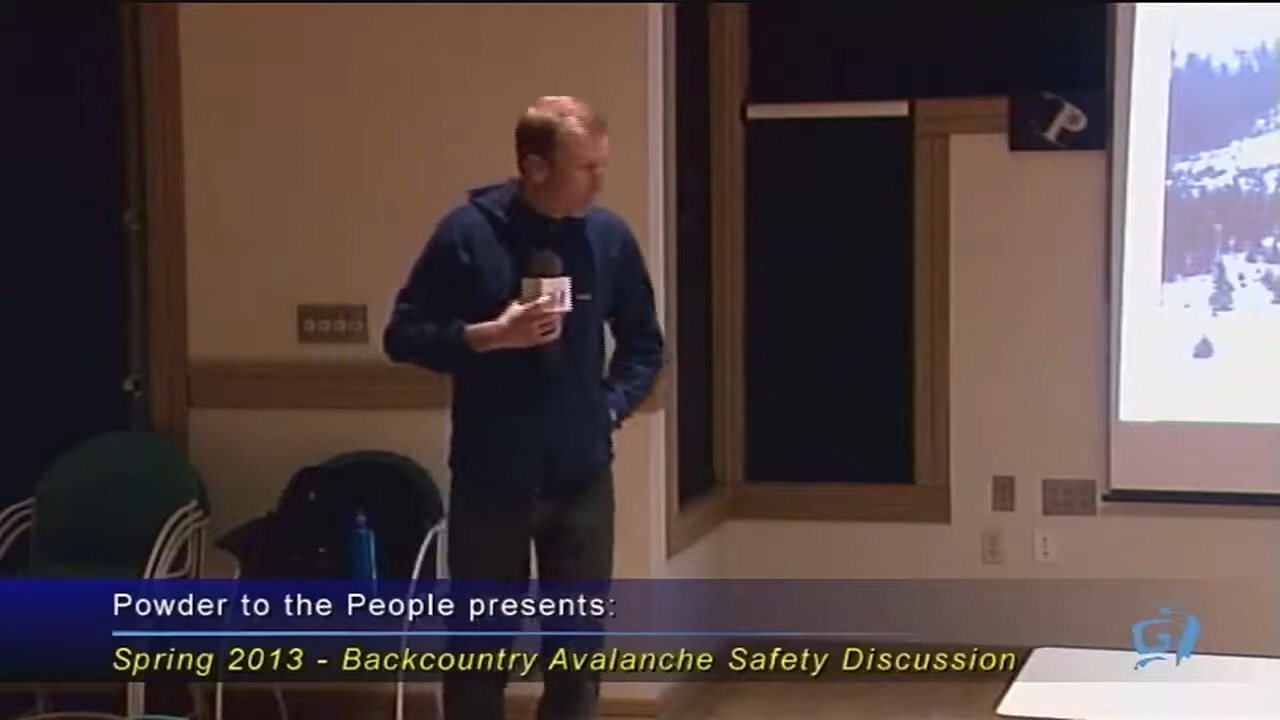 P
Powder to the People presents:
Spring 2013 - Backcountry Avalanche Safety Discussion